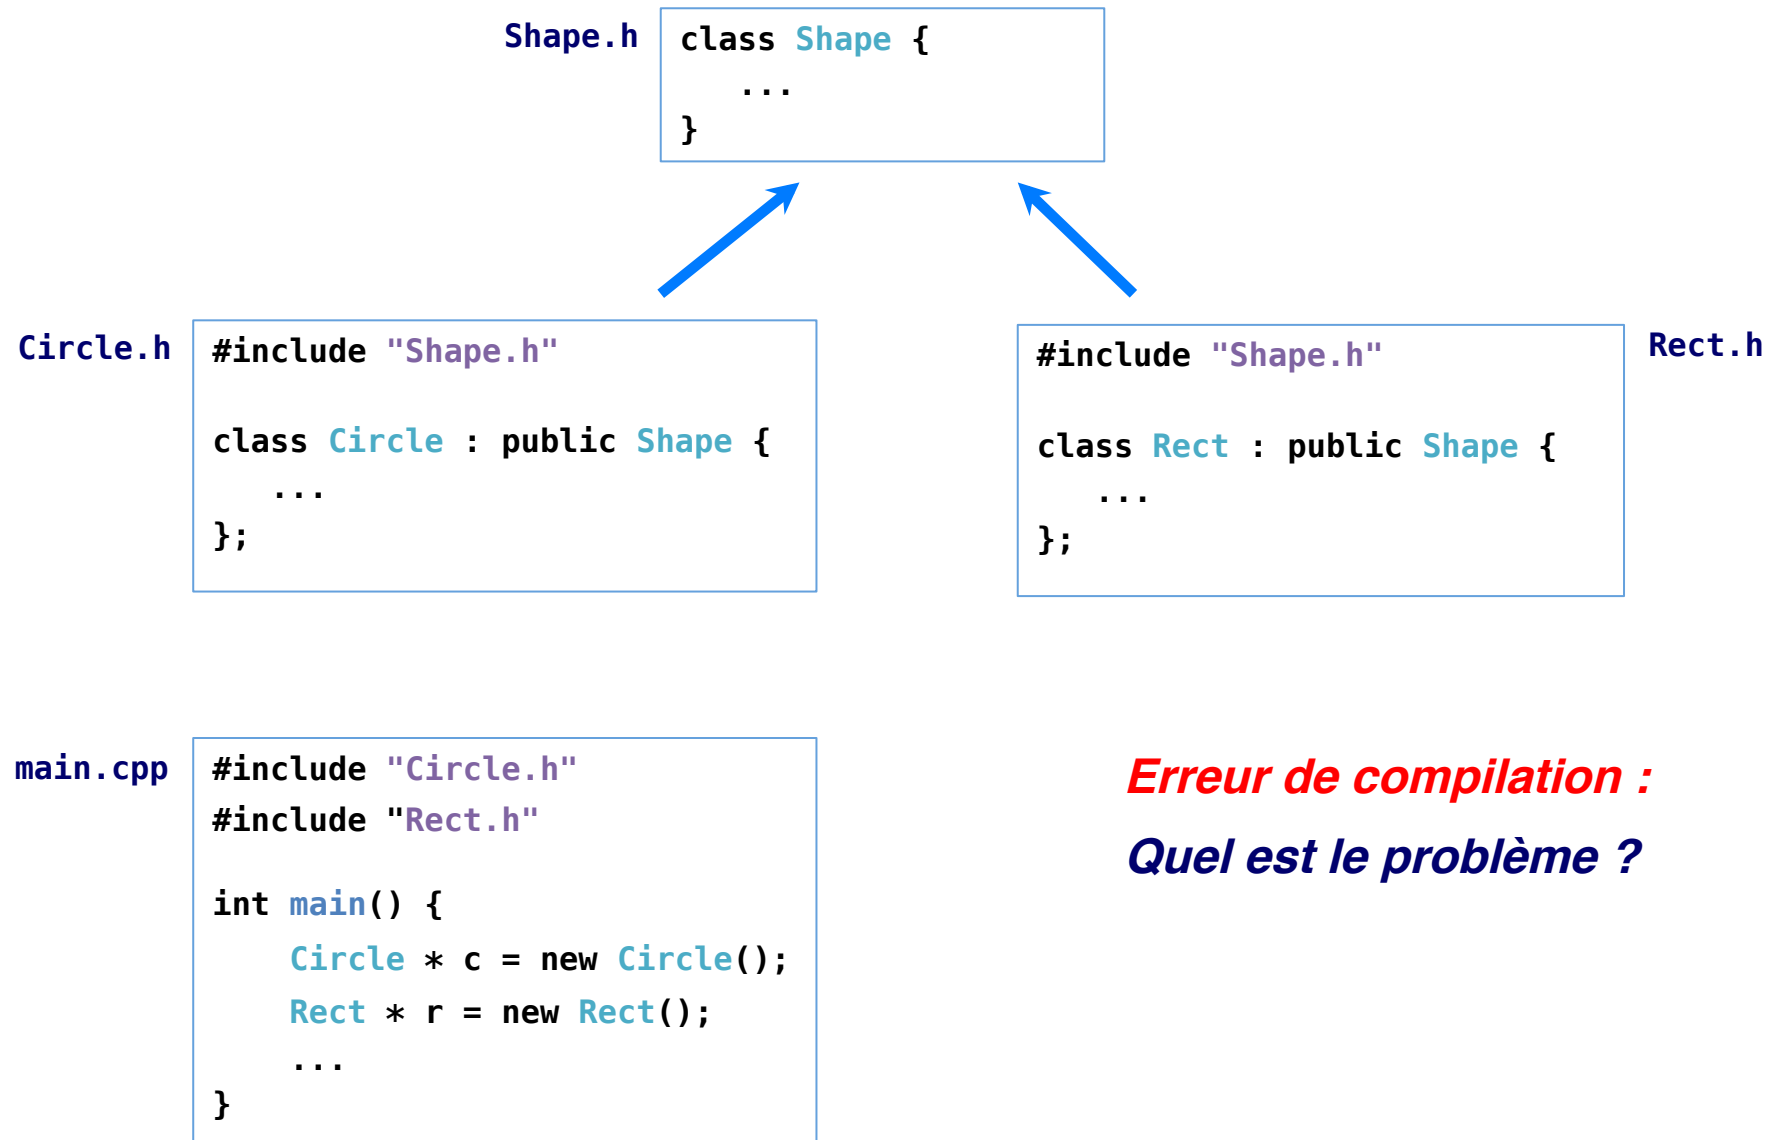 Shape.h
class Shape {
   ...
}
Circle.h
#include "Shape.h"
class Circle : public Shape {
   ...
};
#include "Shape.h"
class Rect : public Shape {
   ...
};
Rect.h
main.cpp
#include "Circle.h"
#include "Rect.h"
int main() {
    Circle * c = new Circle();
    Rect * r = new Rect();
    ...
}
Erreur de compilation :
Quel est le problème ?